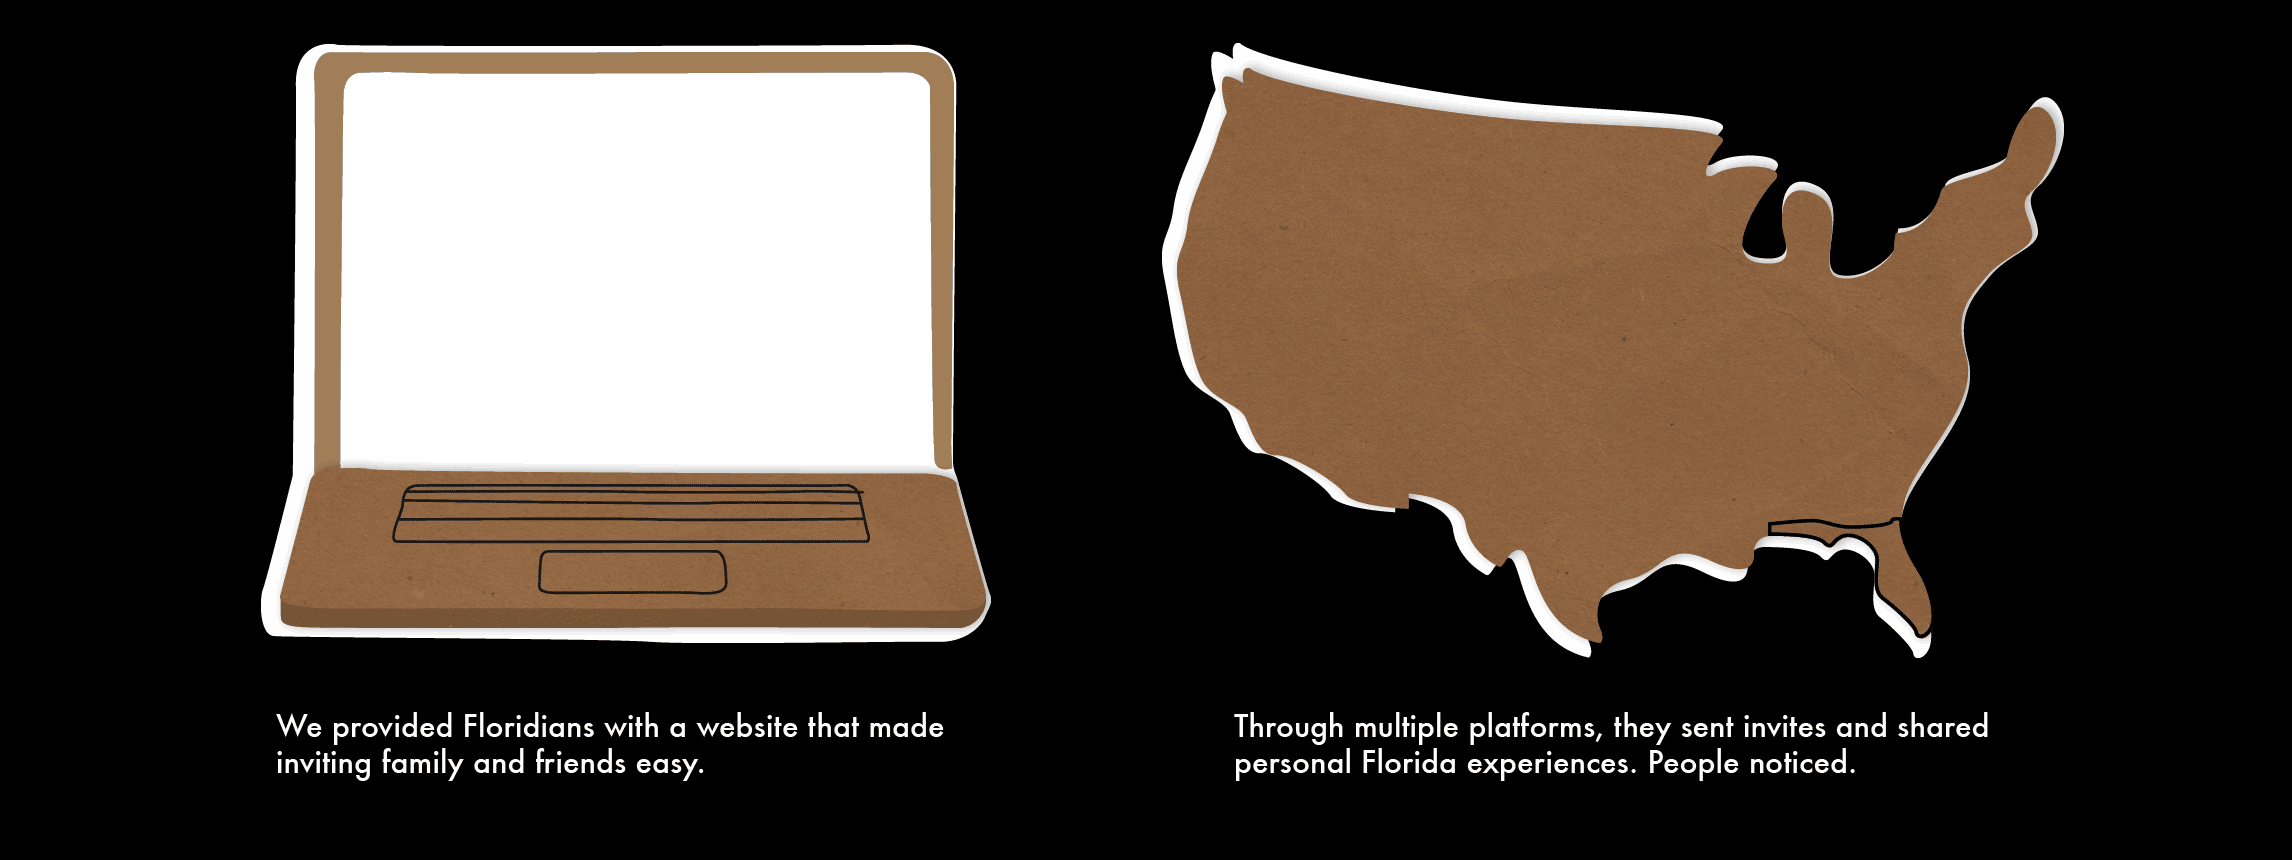 We provided Floridians with a website that made
inviting family and friends easy.
Through multiple platforms, they sent invites and shared
personal Florida experiences. People noticed.